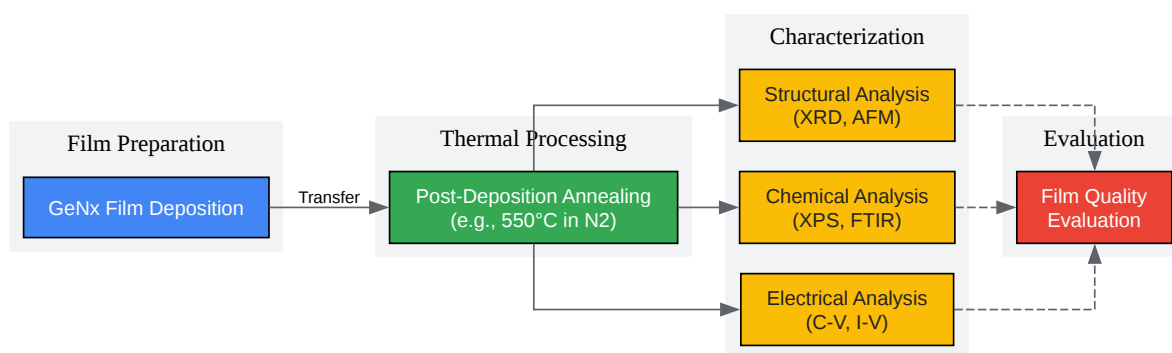 Film Preparation
GeNx Film Deposition
Transfer
Thermal Processing
Post-Deposition Annealing
(e.g., 550°C in N2)
Characterization
Structural Analysis
(XRD, AFM)
Chemical Analysis
(XPS, FTIR)
Electrical Analysis
(C-V, I-V)
Evaluation
Film Quality
Evaluation